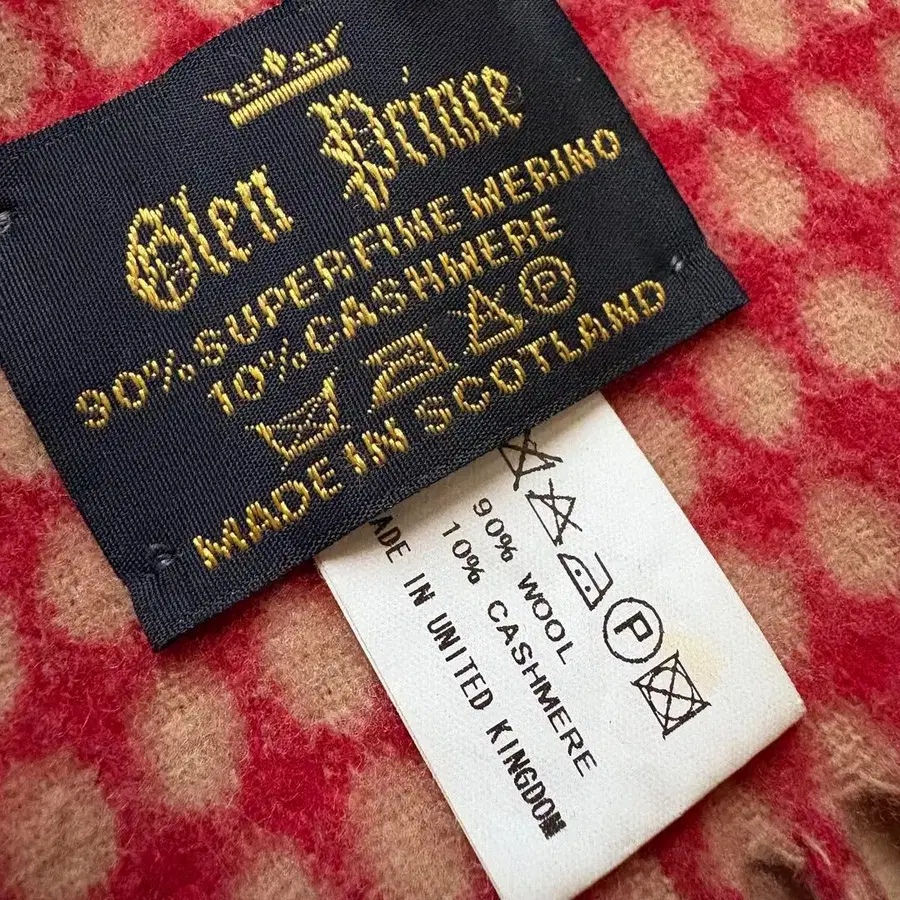 Glen Prince
90% SUPERFINE MERINO
10% CASHMERE
P
MADE IN SCOTLAND
P
90% WOOL
10% CASHMERE
ADE IN UNITED KINGDOM